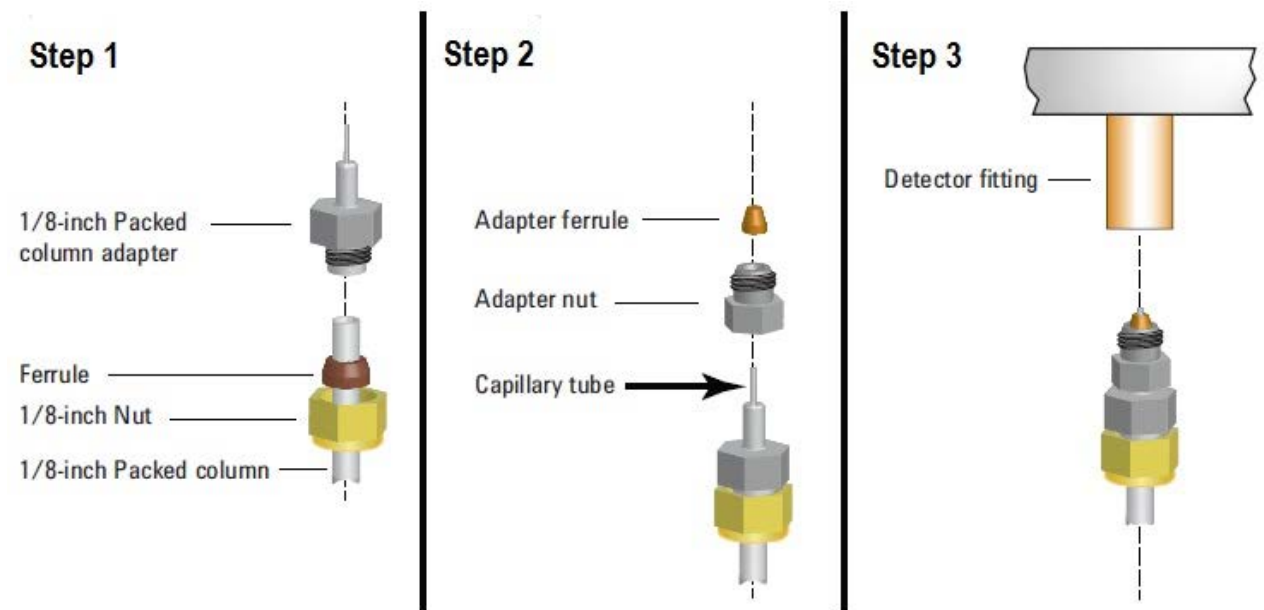 Step 1
1/8-inch Packed
column adapter
Ferrule
1/8-inch Nut
1/8-inch Packed column
Step 2
Adapter ferrule
Adapter nut
Capillary tube
Step 3
Detector fitting